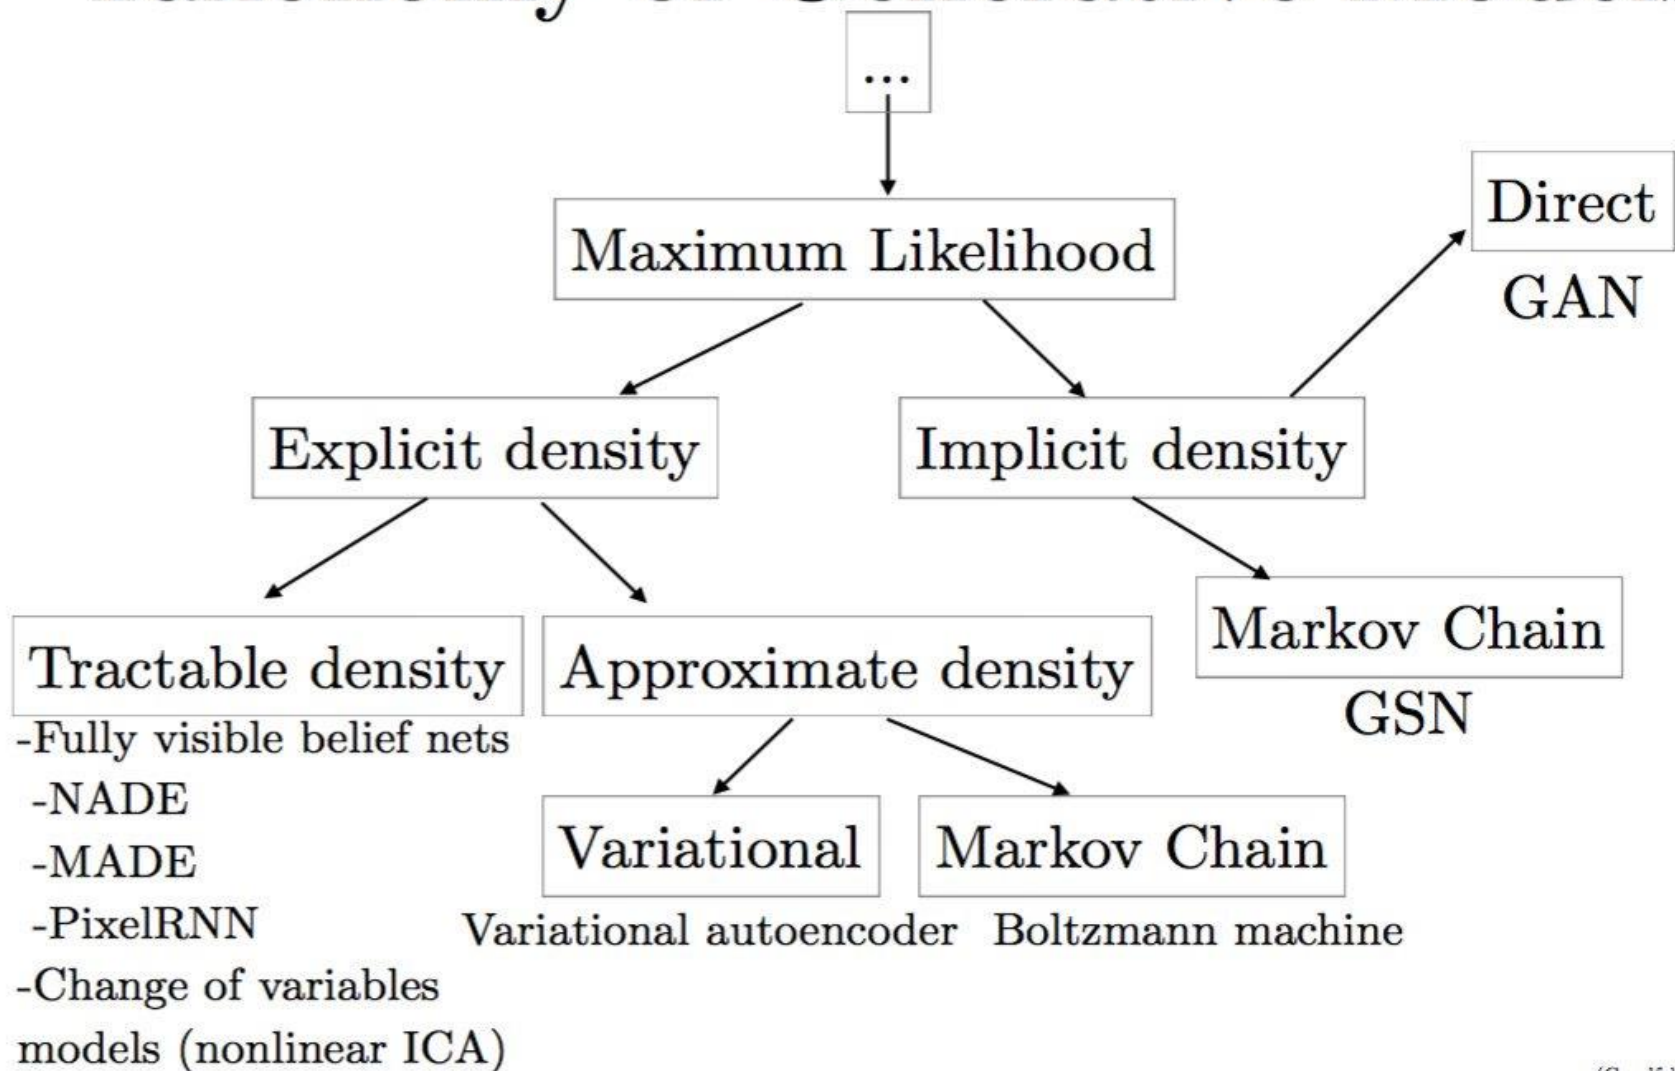 ...
Maximum Likelihood
Direct
GAN
Explicit density
Implicit density
Tractable density
Approximate density
Markov Chain
GSN
-Fully visible belief nets
-NADE
-MADE
-PixelRNN
-Change of variables
models (nonlinear ICA)
Variational
Markov Chain
Variational autoencoder
Boltzmann machine